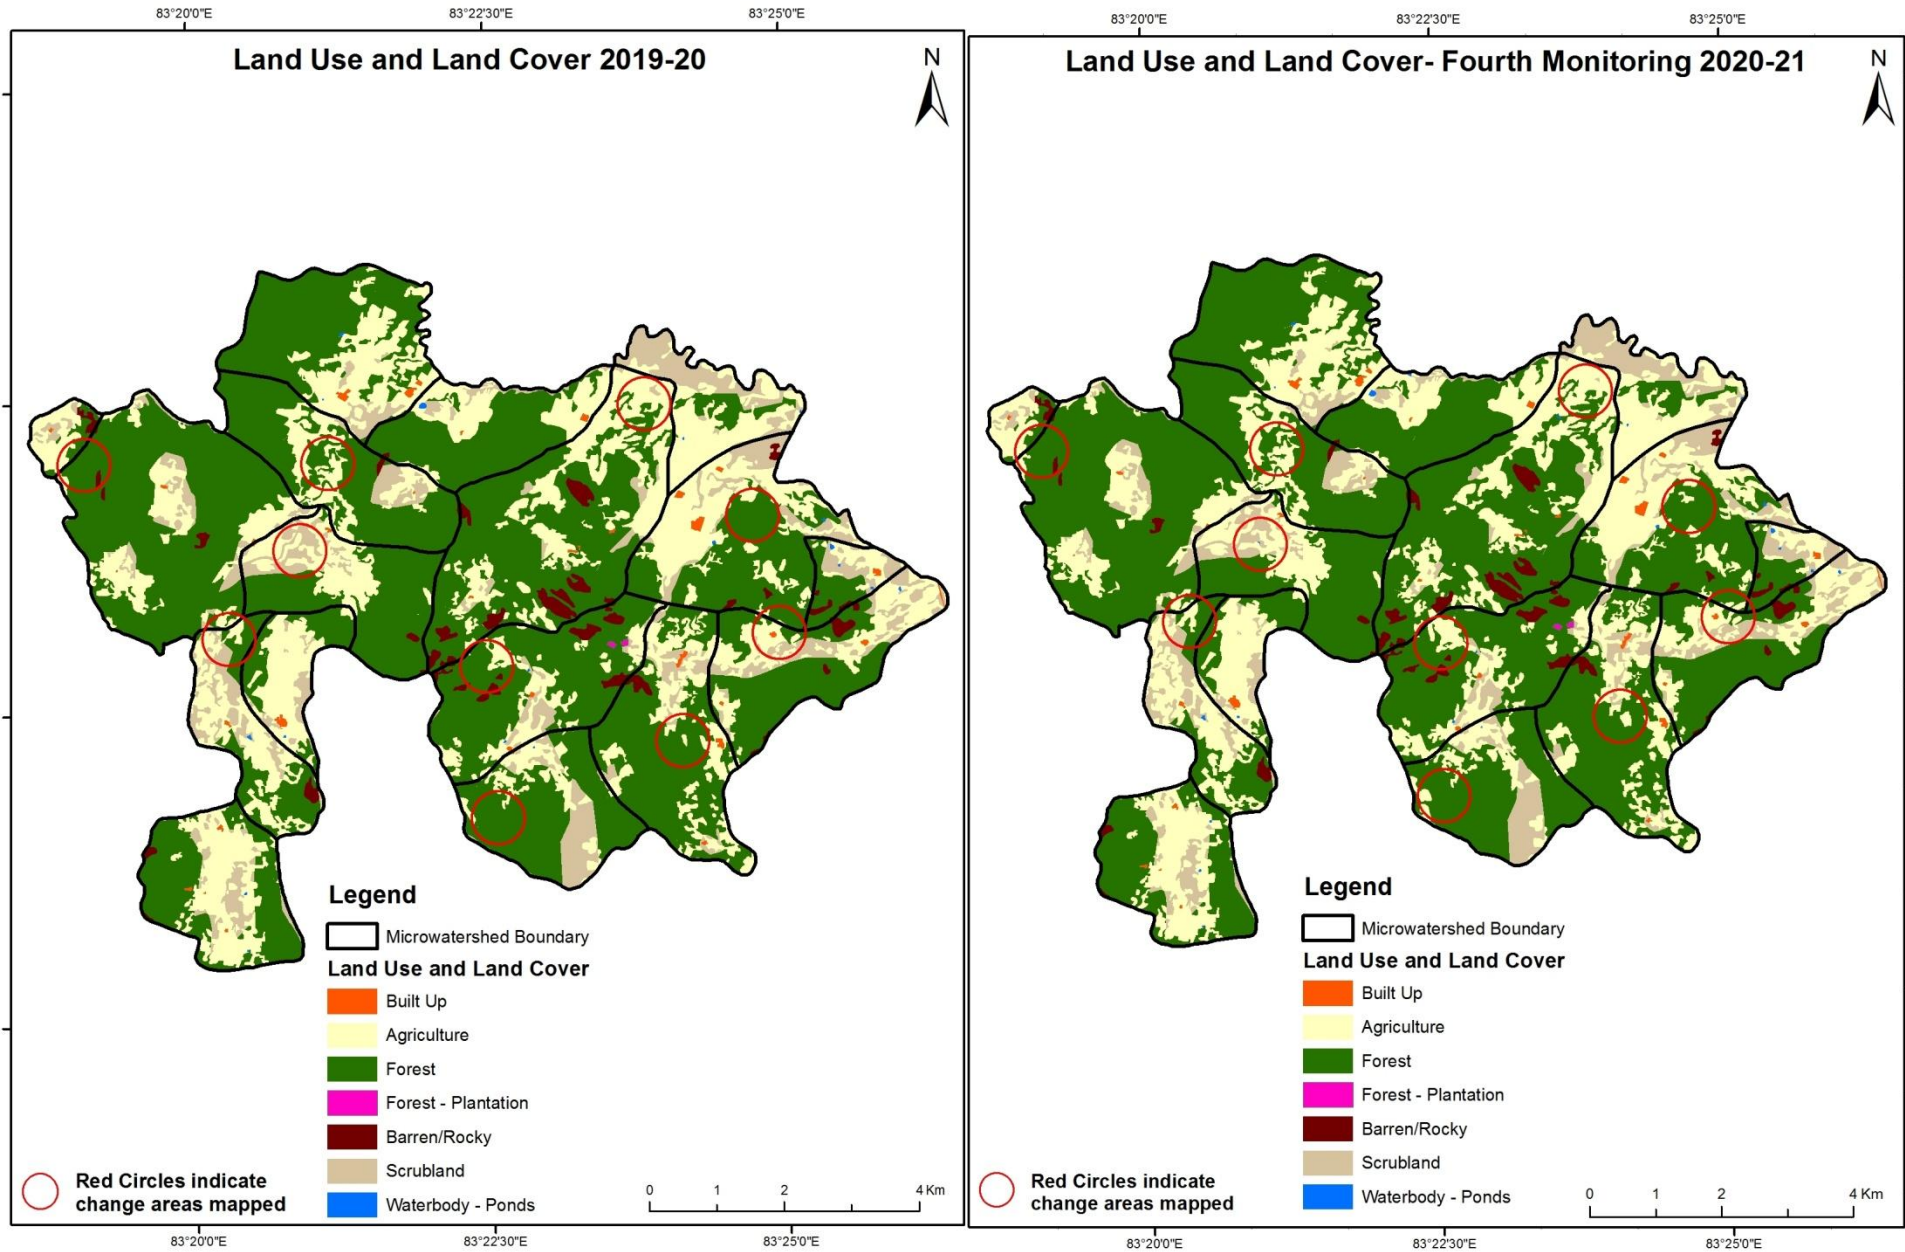 83°20'0"E 83°22'30"E 83°25'0"E
Land Use and Land Cover 2019-20
N
Legend
Microwatershed Boundary
Land Use and Land Cover
Built Up
Agriculture
Forest
Forest - Plantation
Barren/Rocky
Scrubland
Waterbody - Ponds
Red Circles indicate
change areas mapped
0 1 2 4 Km
83°20'0"E 83°22'30"E 83°25'0"E
83°20'0"E 83°22'30"E 83°25'0"E
Land Use and Land Cover- Fourth Monitoring 2020-21
N
Legend
Microwatershed Boundary
Land Use and Land Cover
Built Up
Agriculture
Forest
Forest - Plantation
Barren/Rocky
Scrubland
Waterbody - Ponds
Red Circles indicate
change areas mapped
0 1 2 4 Km
83°20'0"E 83°22'30"E 83°25'0"E